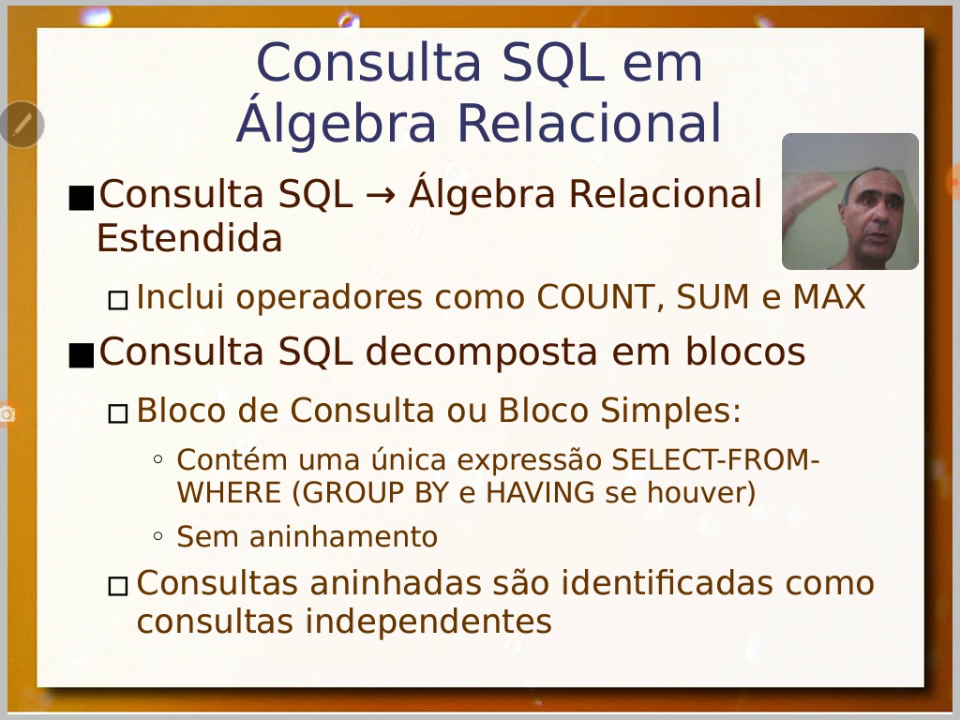 Consulta SQL em
Álgebra Relacional
Consulta SQL → Álgebra Relacional
Estendida
Inclui operadores como COUNT, SUM e MAX
Consulta SQL decomposta em blocos
Bloco de Consulta ou Bloco Simples:
Contém uma única expressão SELECT-FROM-
WHERE (GROUP BY e HAVING se houver)
Sem aninhamento
Consultas aninhadas são identificadas como
consultas independentes